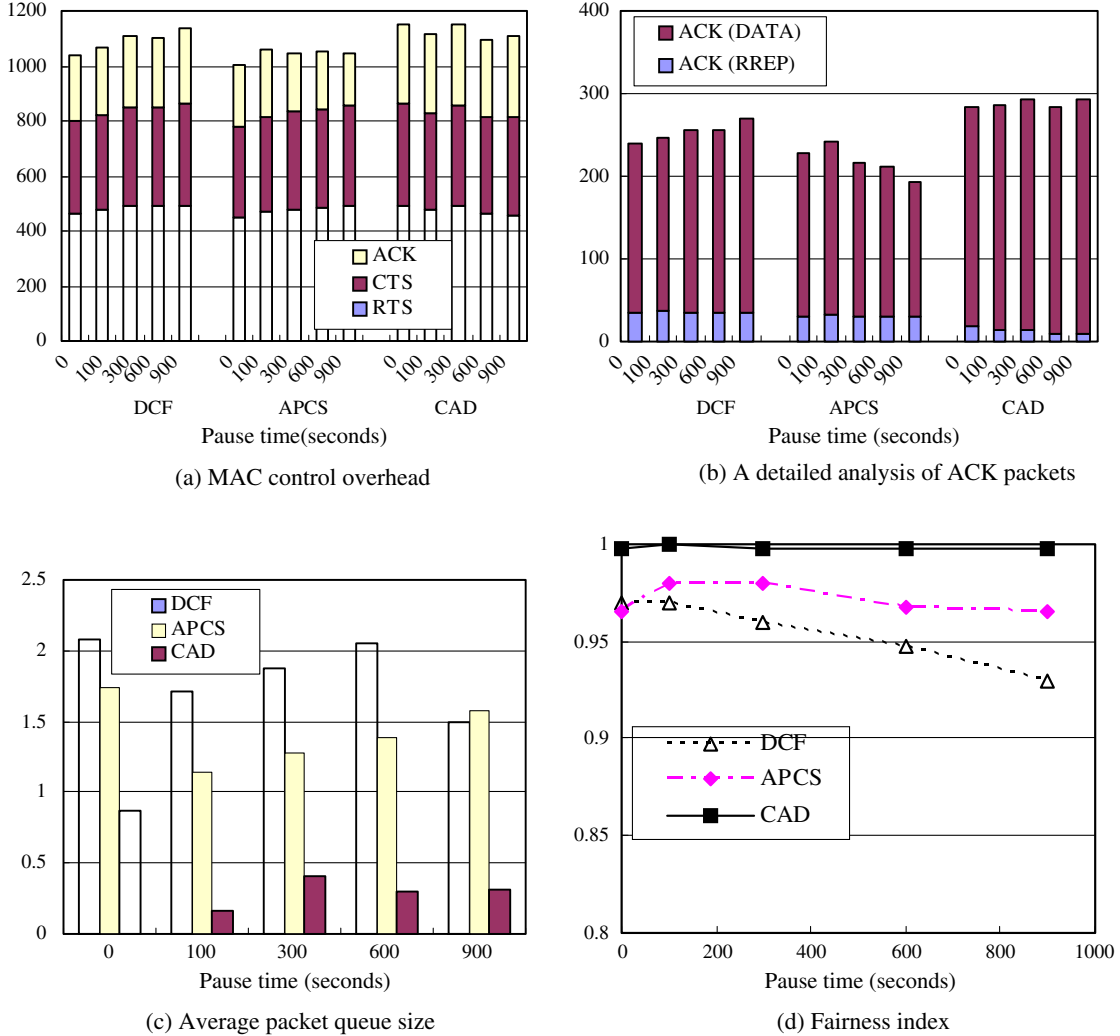 1200
1000
800
600
400
200
0
ACK
CTS
RTS
0
100
300
600
900
0
100
300
600
900
0
100
300
600
900
DCF
APCS
CAD
Pause time(seconds)
(a) MAC control overhead
400
300
200
100
0
ACK (DATA)
ACK (RREP)
0
100
300
600
900
0
100
300
600
900
0
100
300
600
900
DCF
APCS
CAD
Pause time (seconds)
(b) A detailed analysis of ACK packets
2.5
2
1.5
1
0.5
0
DCF
APCS
CAD
0
100
300
600
900
Pause time (seconds)
(c) Average packet queue size
1
0.95
0.9
0.85
0.8
DCF
APCS
CAD
0
200
400
600
800
1000
Pause time (seconds)
(d) Fairness index